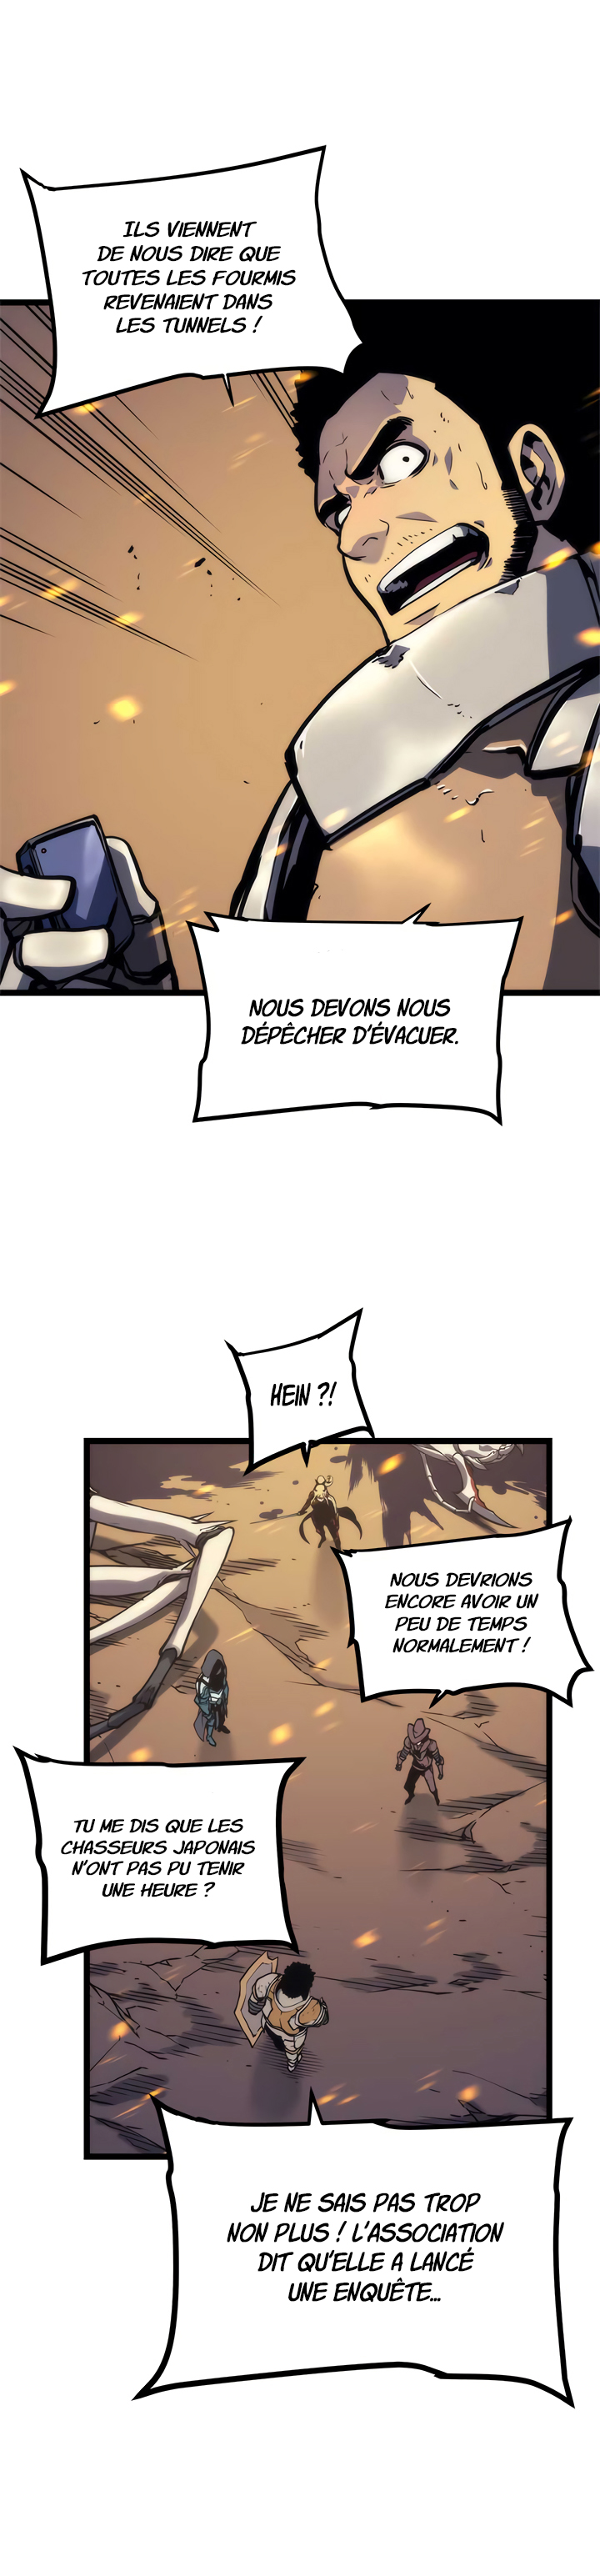 ILS VIENNENT
DE NOUS DIRE QUE
TOUTES LES FOURMIS
REVENAIENT DANS
LES TUNNELS !
NOUS DEVONS NOUS
DÉPÊCHER D'ÉVACUER.
HEIN ?!
NOUS DEVRIONS
ENCORE AVOIR UN
PEU DE TEMPS
NORMALEMENT !
TU ME DIS QUE LES
CHASSEURS JAPONAIS
N'ONT PAS PU TENIR
UNE HEURE ?
JE NE SAIS PAS TROP
NON PLUS ! L'ASSOCIATION
DIT QU'ELLE A LANCÉ
UNE ENQUÊTE...